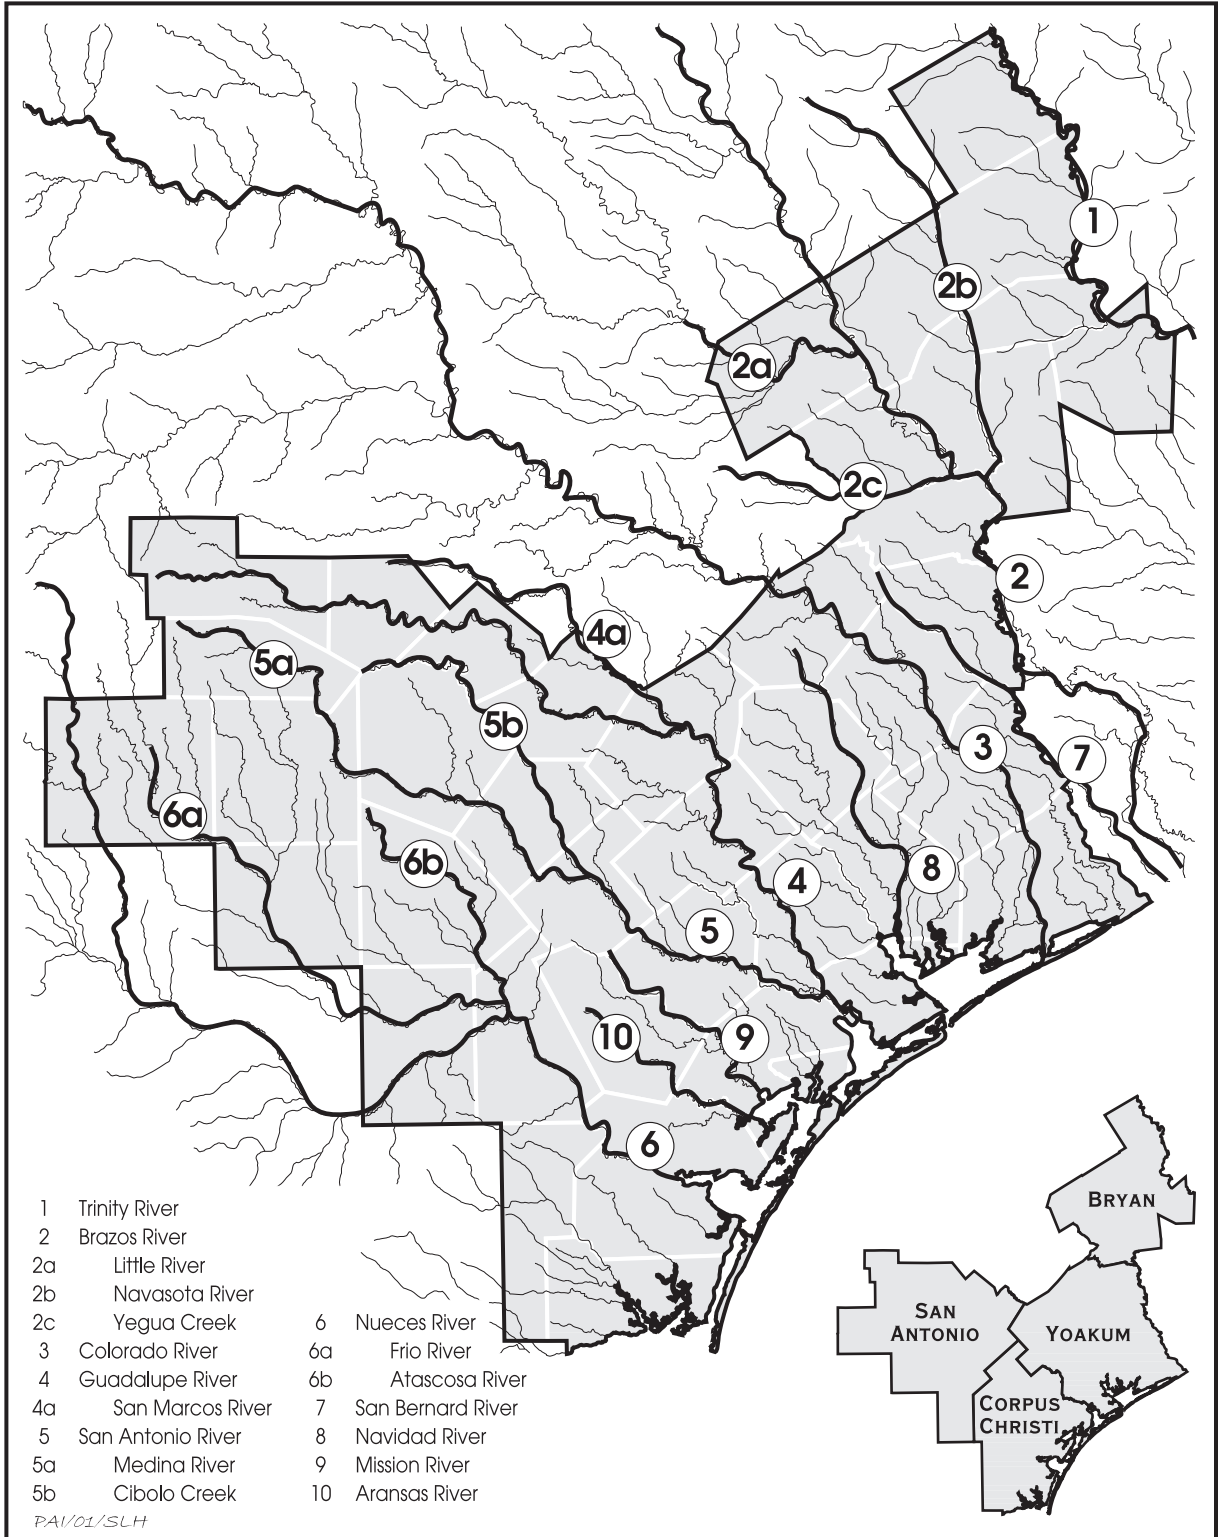 1
2b
2a
2c
2
4a
5a
5b
3
7
6a
6b
4
8
5
10
9
6
1 Trinity River
2 Brazos River
2a Little River
2b Navasota River
2c Yegua Creek
3 Colorado River
4 Guadalupe River
4a San Marcos River
5 San Antonio River
5a Medina River
5b Cibolo Creek
6 Nueces River
6a Frio River
6b Atascosa River
7 San Bernard River
8 Navidad River
9 Mission River
10 Aransas River
BRYAN
SAN
ANTONIO
YOAKUM
CORPUS
CHRISTI
PAI/01/SLH